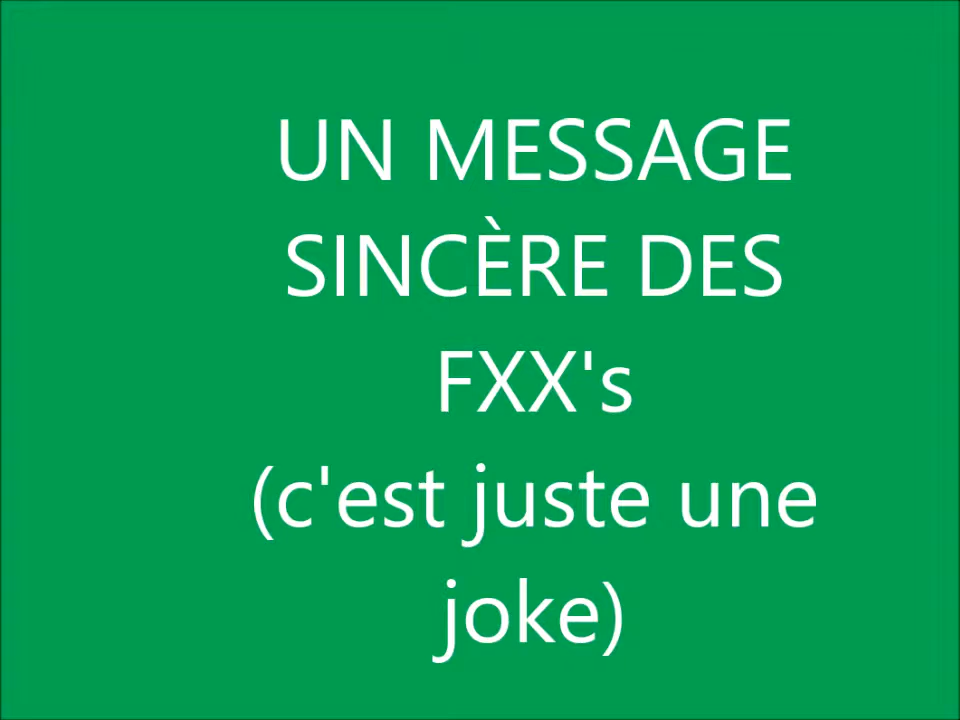 UN MESSAGE
SINCÈRE DES
FXX's
(c'est juste une
joke)